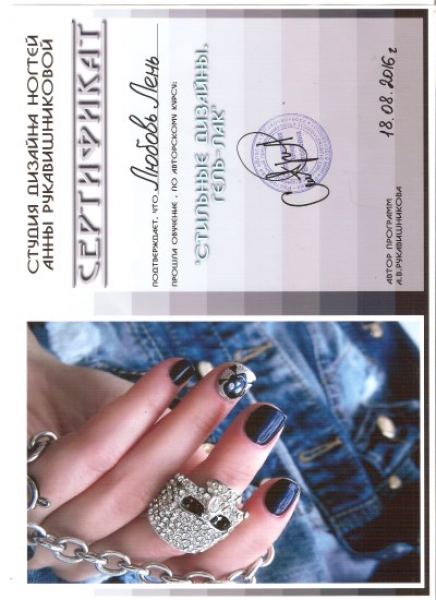 СТУДИЯ ДИЗАЙНА НОГТЕЙ
АННЫ РУКАВИШНИКОВОЙ
СЕРТИФИКАТ
ПОДТВЕРЖДАЕТ, ЧТО Любовь Лень
ПРОШЛА ОБУЧЕНИЕ , ПО АВТОРСКОМУ КУРСУ:
"СТИЛЬНЫЕ ДИЗАЙНЫ.
ГЕЛЬ-ЛАК"
АВТОР ПРОГРАММ
А.В.РУКАВИШНИКОВА
18.08.2016г